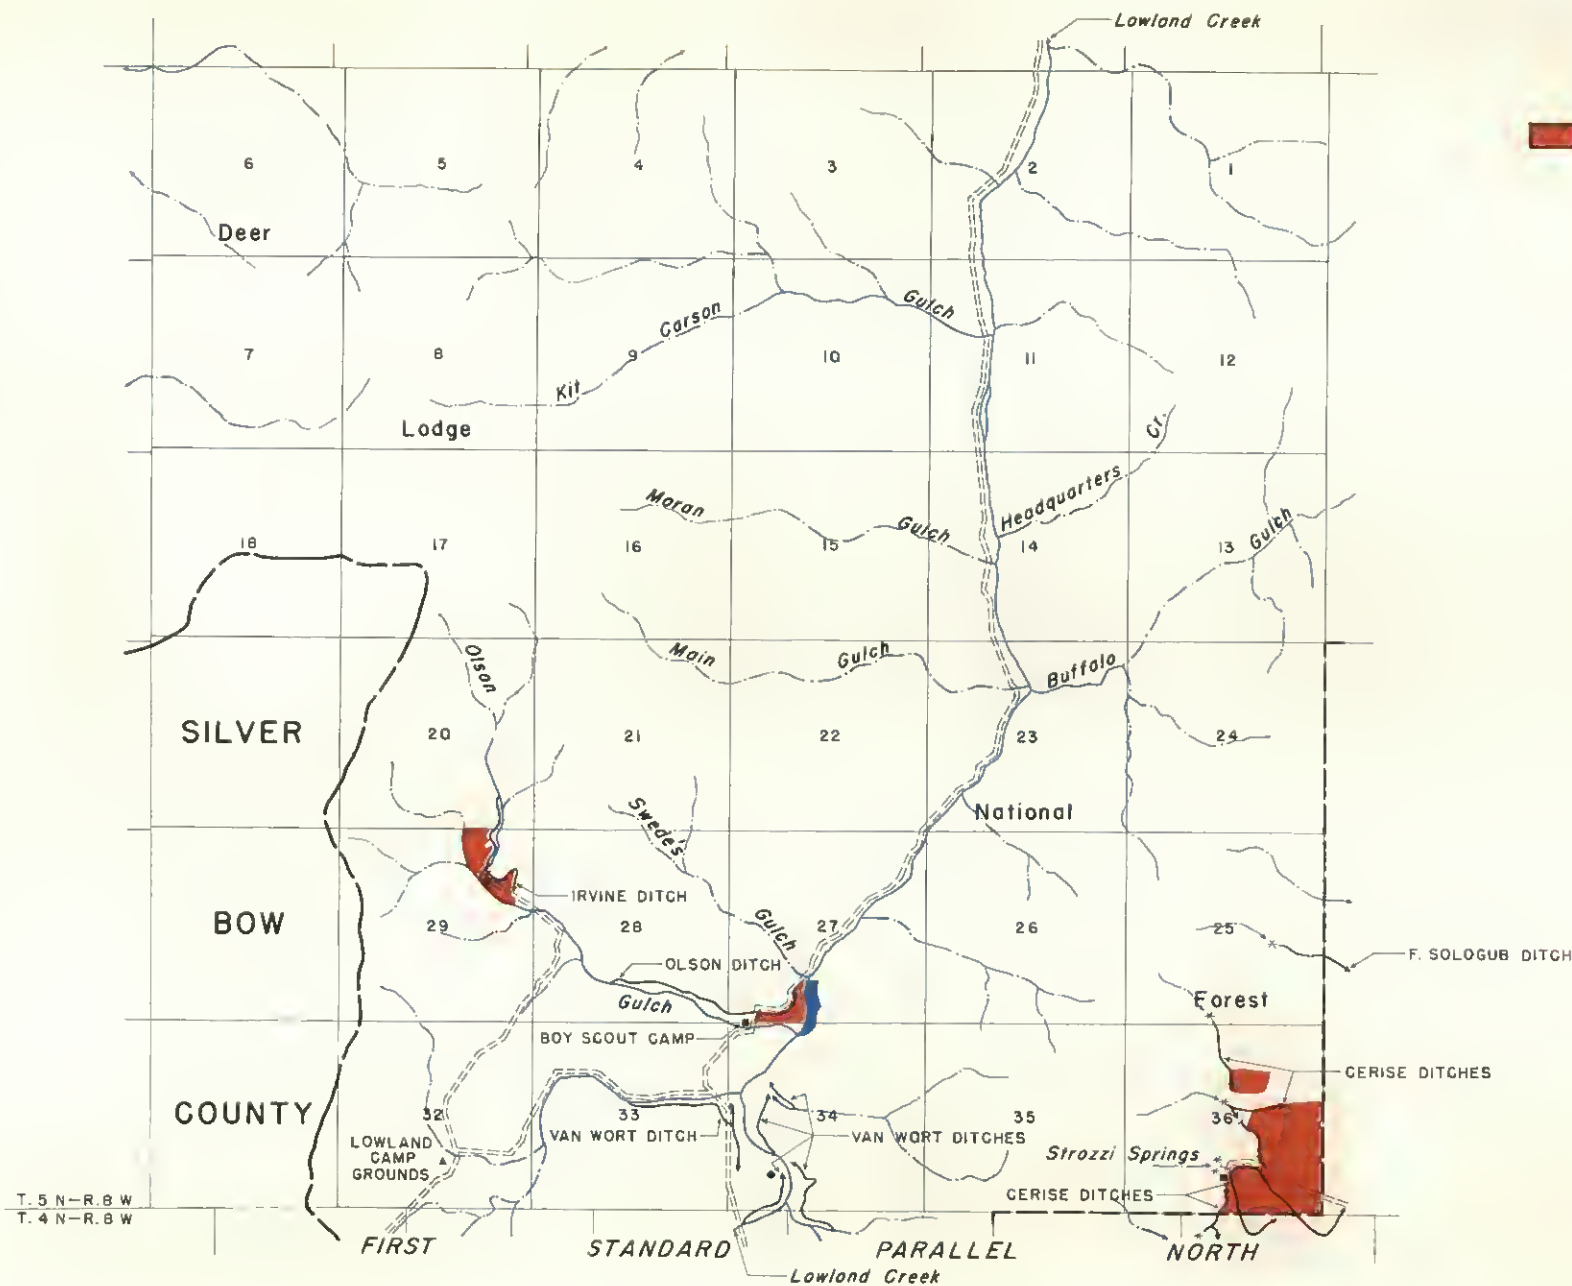 Lowland Creek
6 5 4 3 2 1
Deer
Gulch
Carson
7 8 9 10 11 12
Kit
Lodge
Cr.
Headquarters
Moran
Gulch
Gulch
18 17 16 15 14 13
Olson
Main
Gulch
Buffalo
SILVER
20 21 22 23 24
Swede's
National
IRVINE DITCH
BOW
29 28 27 26 25
Gulch
OLSON DITCH
F. SOLOGUB DITCH
Gulch
Forest
BOY SCOUT CAMP
CERISE DITCHES
COUNTY
32 33 34 35 36
VAN WORT DITCH
VAN WORT DITCHES
LOWLAND
CAMP
GROUNDS
Strozzi Springs
CERISE DITCHES
T. 5 N-R. 8 W
T. 4 N-R. 8 W
FIRST STANDARD PARALLEL NORTH
Lowland Creek